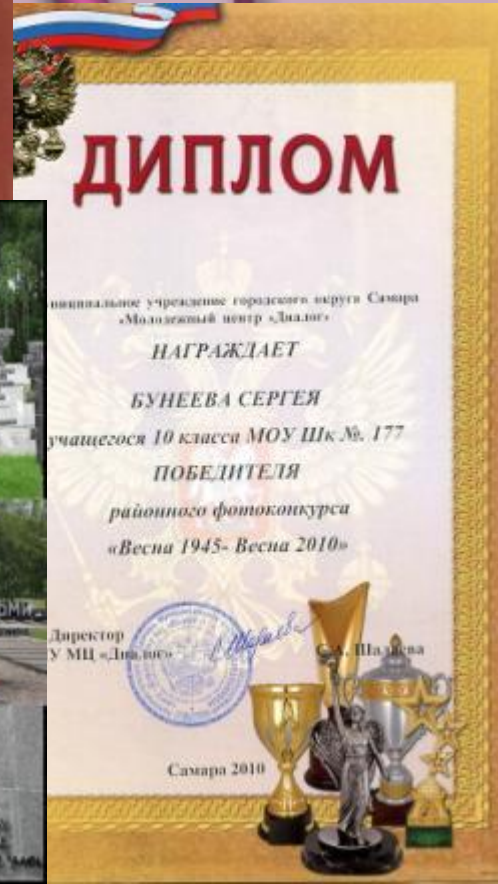 ДИПЛОМ
учреждение городского округа Самара
«Молодежный центр «Диалог»
НАГРАЖДАЕТ
БУНЕЕВА СЕРГЕЯ
учащегося 10 класса МОУ Шк №. 177
ПОБЕДИТЕЛЯ
районного фотоконкурса
«Весна 1945- Весна 2010»
Директор
У МЦ «Диалог»
Самара 2010